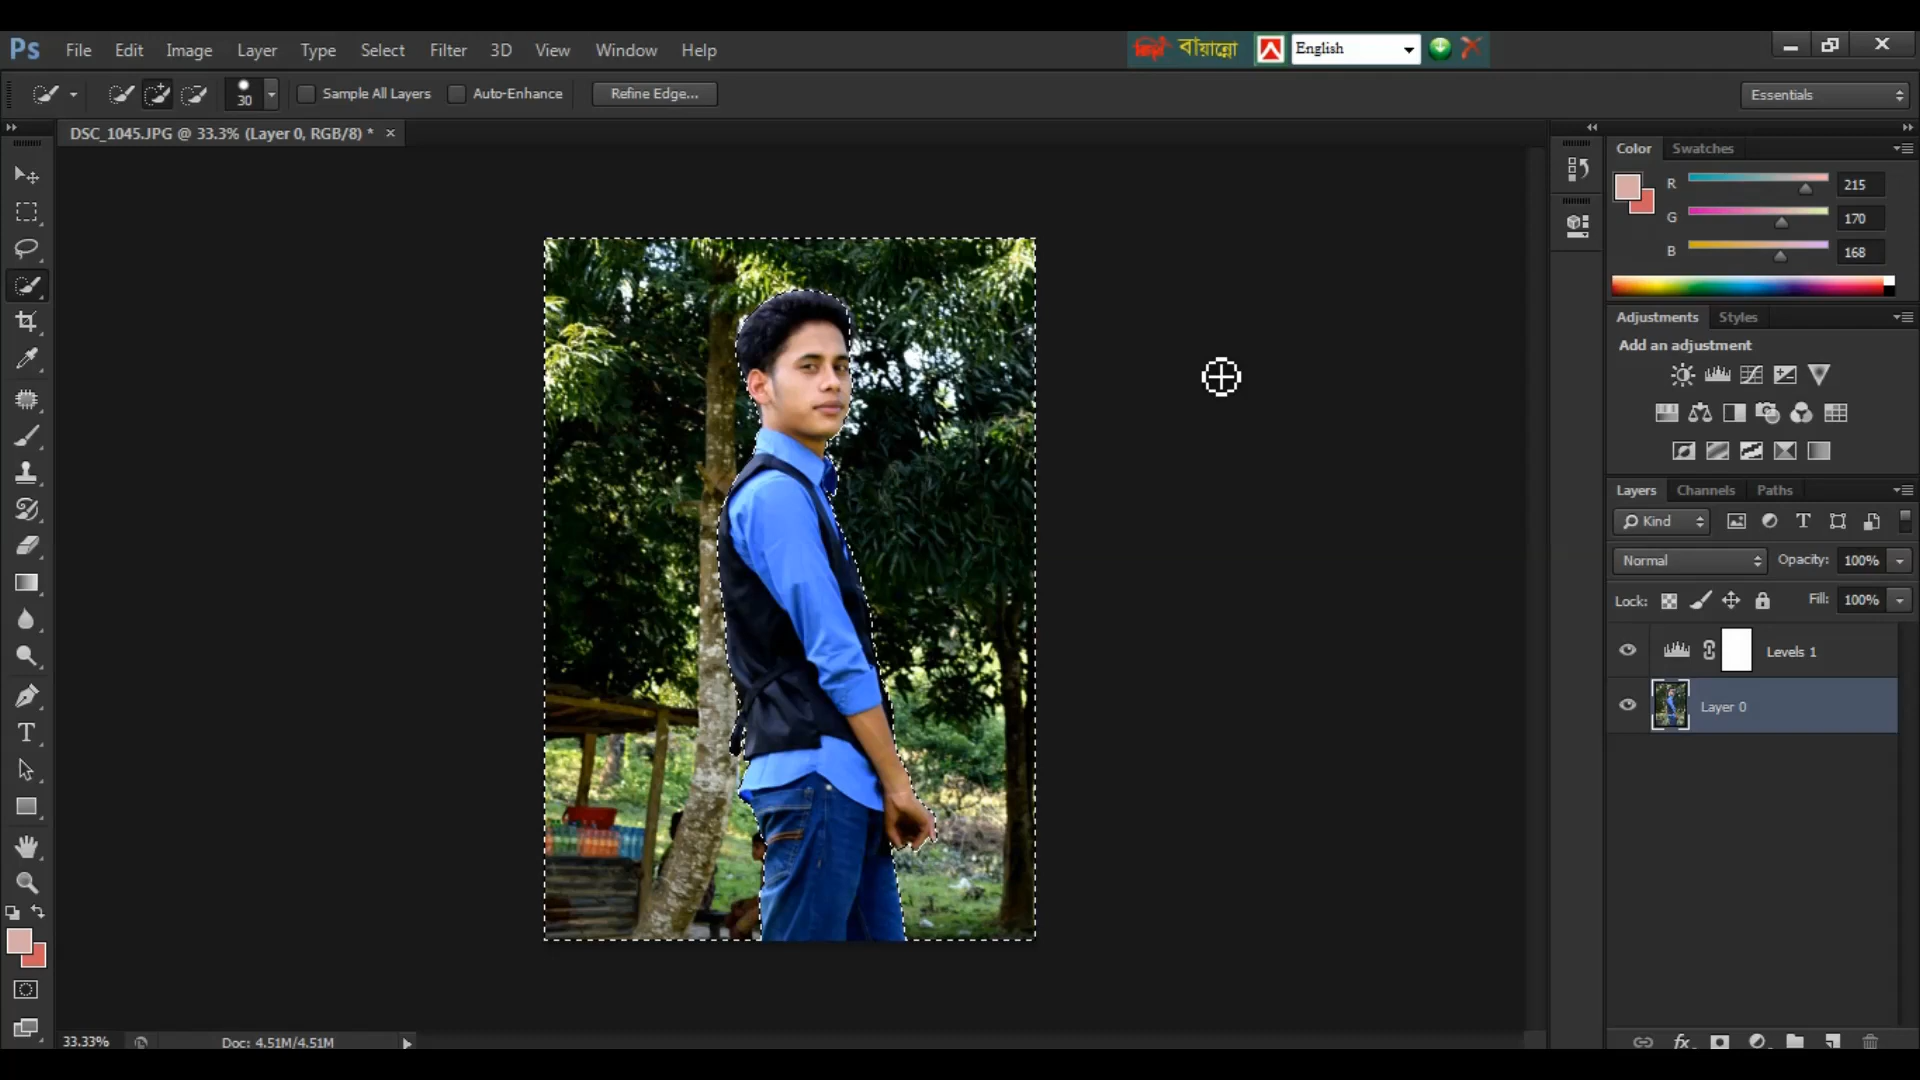 Ps File Edit Image Layer Type Select Filter 3D View Window Help
বায়ান্নো English
30 Sample All Layers Auto-Enhance Refine Edge... Essentials
DSC_1045.JPG @ 33.3% (Layer 0, RGB/8) * ×
Color Swatches
R 215
G 170
B 168
Adjustments Styles
Add an adjustment
Layers Channels Paths
Kind
Normal Opacity: 100%
Lock: Fill: 100%
Levels 1
Layer 0
33.33% Doc: 4.51M/4.51M
fx